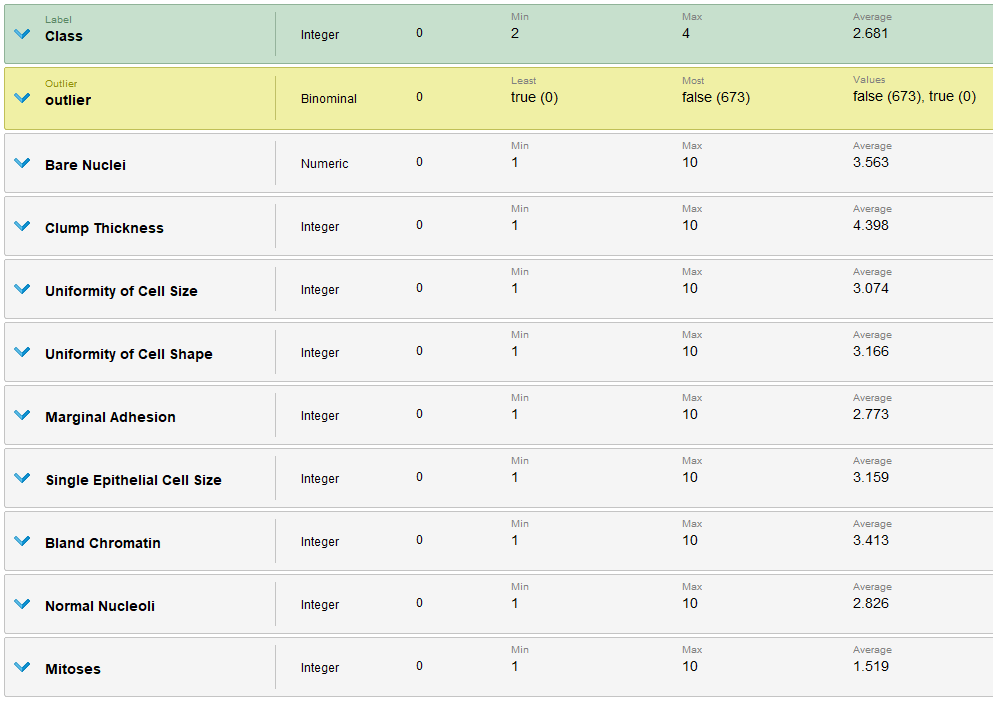 Label Min Max Average
Class Integer 0 2 4 2.681
Outlier Least Most Values
outlier Binominal 0 true (0) false (673) false (673), true (0)
Min Max Average
Bare Nuclei Numeric 0 1 10 3.563
Min Max Average
Clump Thickness Integer 0 1 10 4.398
Min Max Average
Uniformity of Cell Size Integer 0 1 10 3.074
Min Max Average
Uniformity of Cell Shape Integer 0 1 10 3.166
Min Max Average
Marginal Adhesion Integer 0 1 10 2.773
Min Max Average
Single Epithelial Cell Size Integer 0 1 10 3.159
Min Max Average
Bland Chromatin Integer 0 1 10 3.413
Min Max Average
Normal Nucleoli Integer 0 1 10 2.826
Min Max Average
Mitoses Integer 0 1 10 1.519